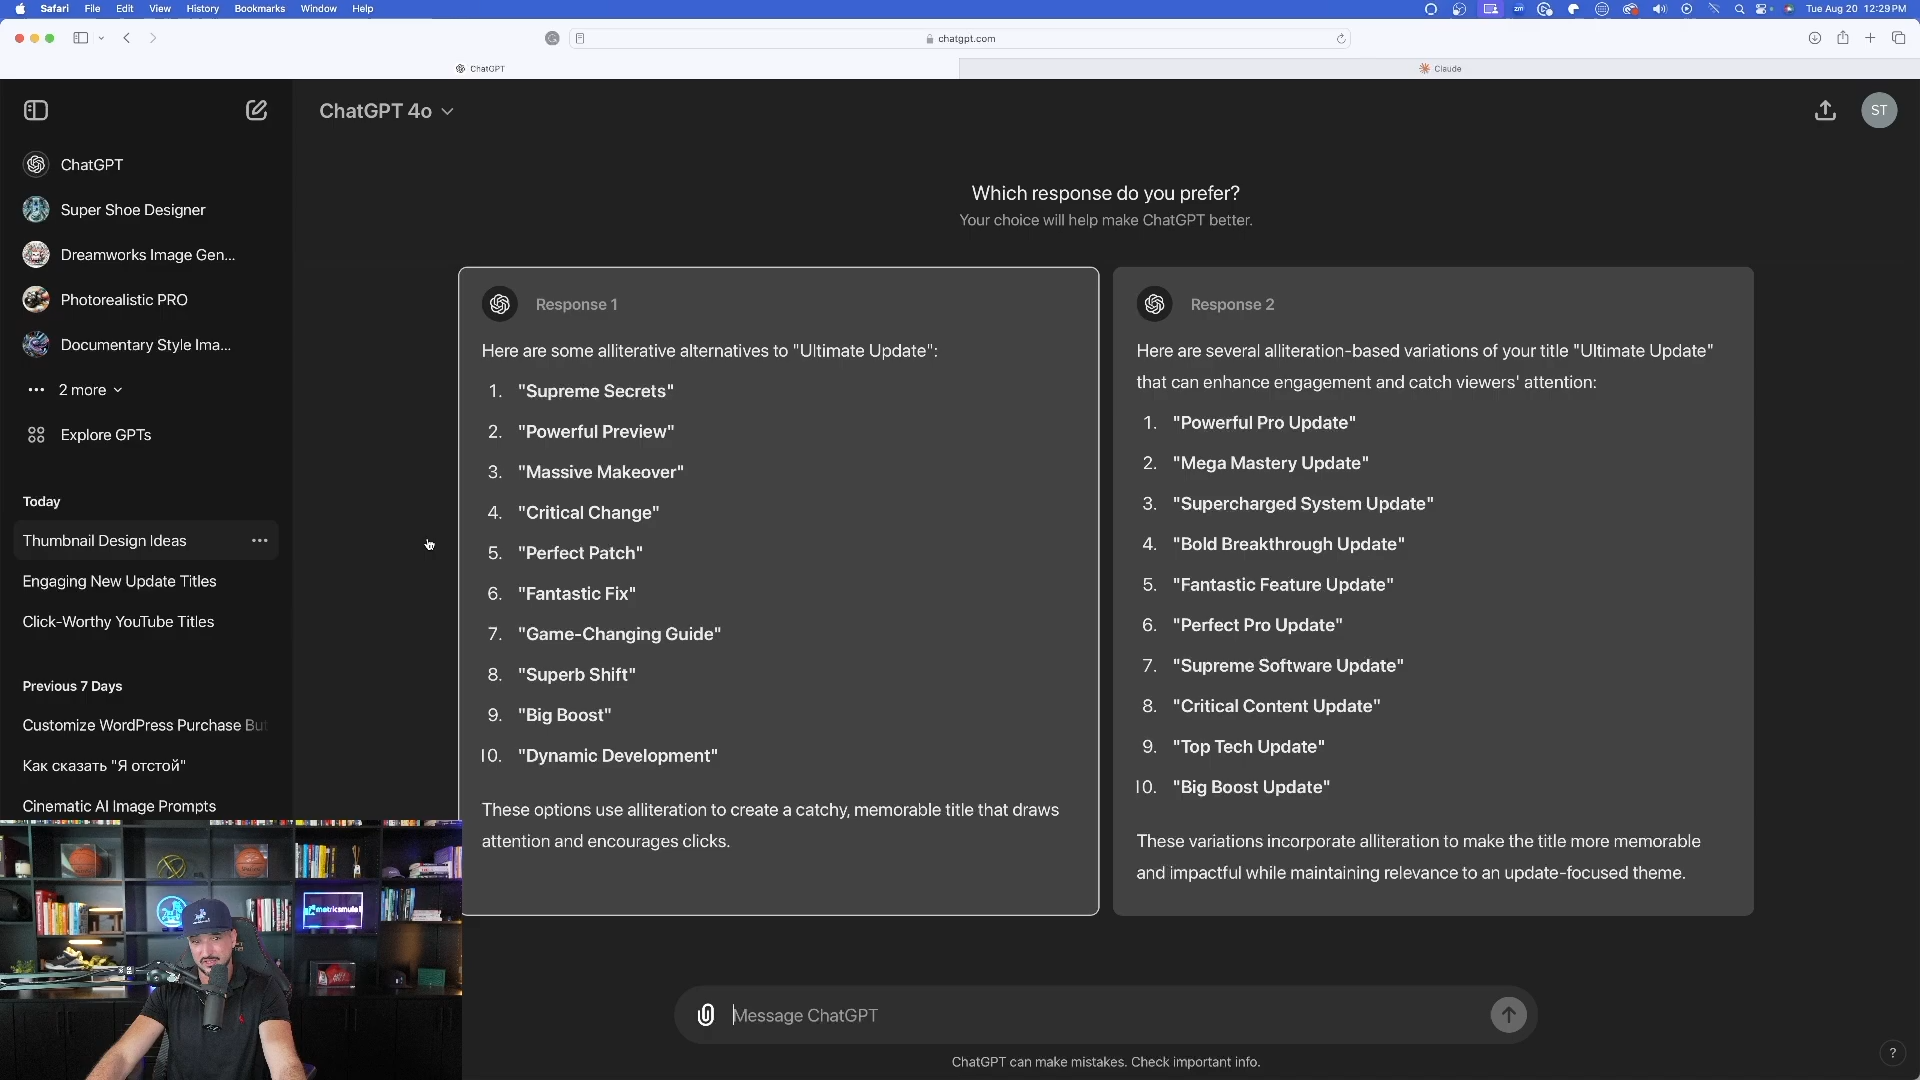 Safari File Edit View History Bookmarks Window Help
Tue Aug 20 12:29 PM
chatgpt.com
ChatGPT
Claude
ChatGPT 4o
ST
ChatGPT
Super Shoe Designer
Dreamworks Image Gen...
Photorealistic PRO
Documentary Style Ima...
2 more
Explore GPTs
Today
Thumbnail Design Ideas
Engaging New Update Titles
Click-Worthy YouTube Titles
Previous 7 Days
Customize WordPress Purchase But
Как сказать "Я отстой"
Cinematic AI Image Prompts
Which response do you prefer?
Your choice will help make ChatGPT better.
Response 1
Here are some alliterative alternatives to "Ultimate Update":
1. "Supreme Secrets"
2. "Powerful Preview"
3. "Massive Makeover"
4. "Critical Change"
5. "Perfect Patch"
6. "Fantastic Fix"
7. "Game-Changing Guide"
8. "Superb Shift"
9. "Big Boost"
10. "Dynamic Development"
These options use alliteration to create a catchy, memorable title that draws
attention and encourages clicks.
Response 2
Here are several alliteration-based variations of your title "Ultimate Update"
that can enhance engagement and catch viewers' attention:
1. "Powerful Pro Update"
2. "Mega Mastery Update"
3. "Supercharged System Update"
4. "Bold Breakthrough Update"
5. "Fantastic Feature Update"
6. "Perfect Pro Update"
7. "Supreme Software Update"
8. "Critical Content Update"
9. "Top Tech Update"
10. "Big Boost Update"
These variations incorporate alliteration to make the title more memorable
and impactful while maintaining relevance to an update-focused theme.
Message ChatGPT
ChatGPT can make mistakes. Check important info.
?